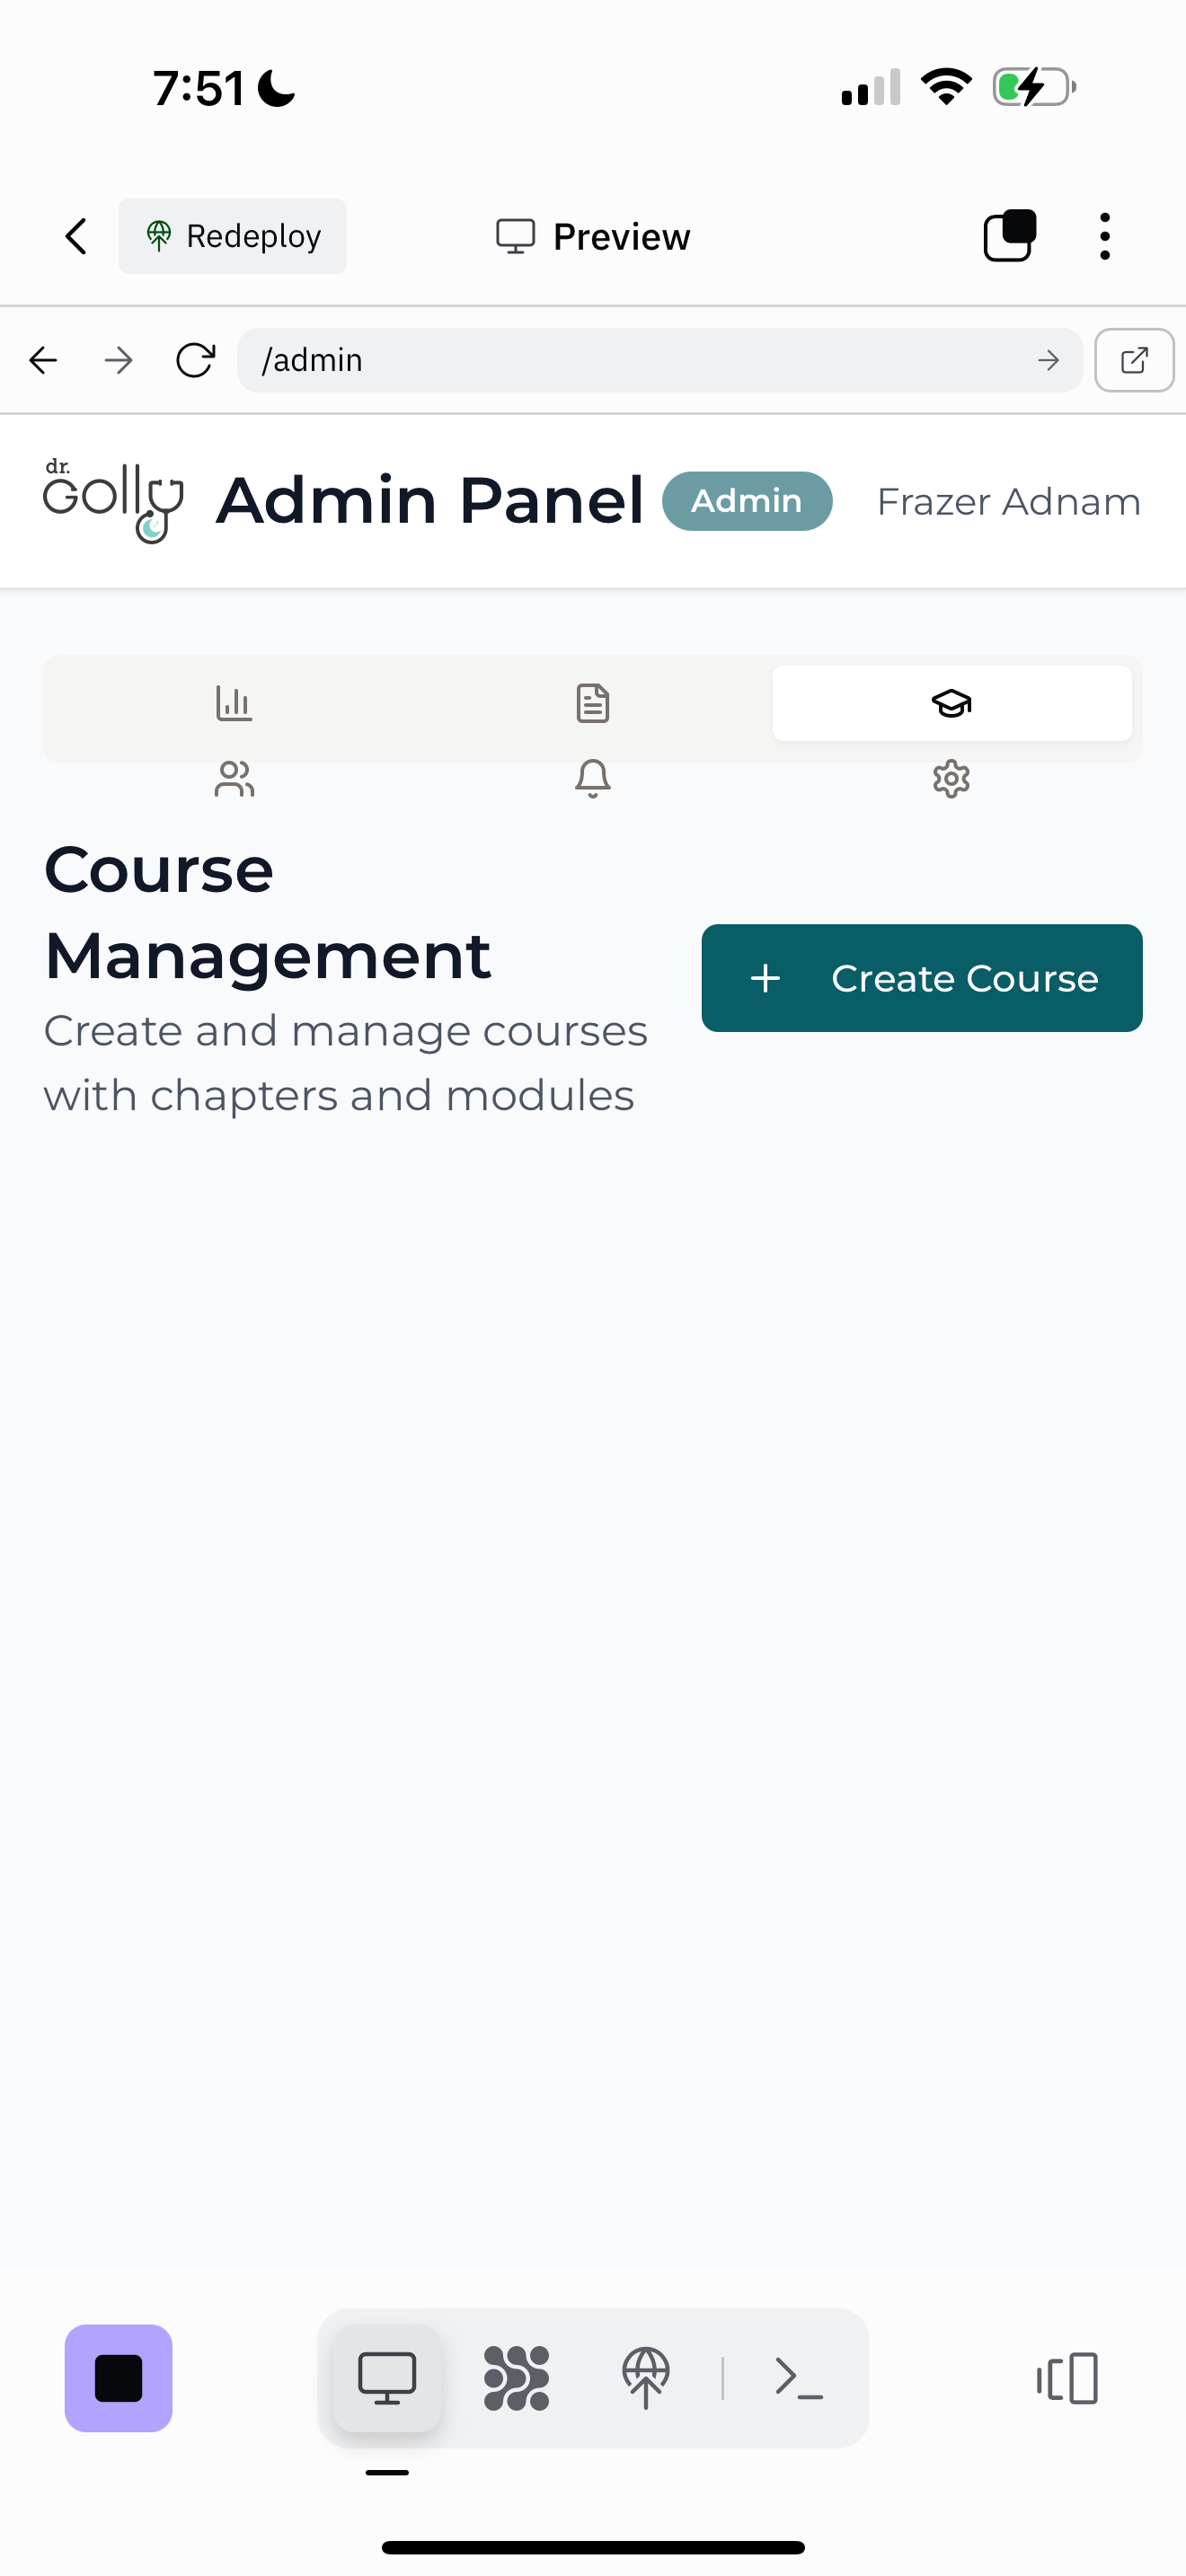 7:51
Redeploy
Preview
/admin
dr.
Golly
Admin Panel
Admin
Frazer Adnam
Course
Management
Create and manage courses
with chapters and modules
Create Course